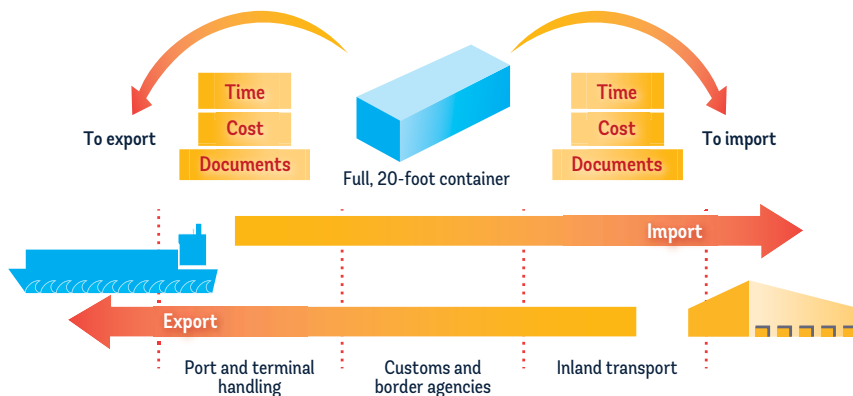 Time
Time
Cost
Cost
To export
To import
Documents
Documents
Full, 20-foot container
Import
Export
Port and terminal
handling
Customs and
border agencies
Inland transport